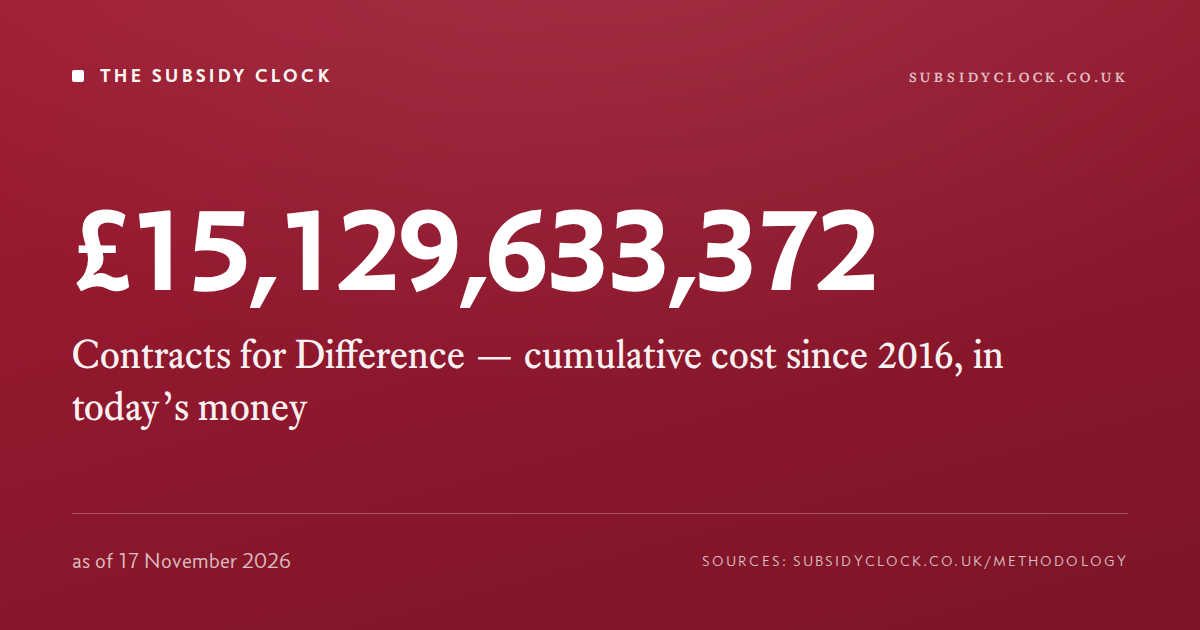 THE SUBSIDY CLOCK
SUBSIDYCLOCK.CO.UK
£15,129,633,372
Contracts for Difference — cumulative cost since 2016, in
today’s money
as of 17 November 2026
SOURCES: SUBSIDYCLOCK.CO.UK/METHODOLOGY